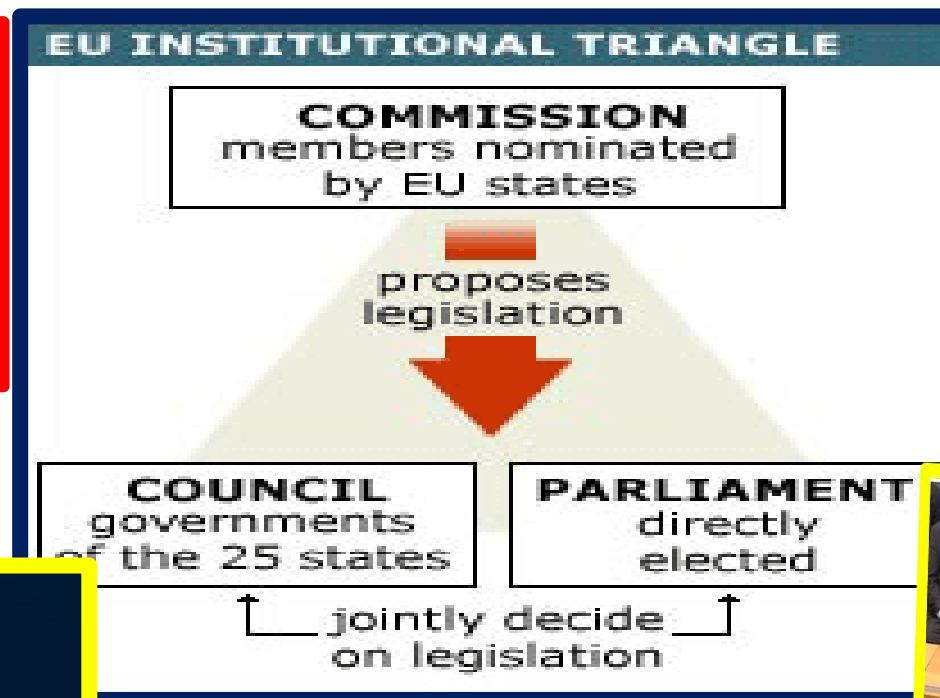 EU INSTITUTIONAL TRIANGLE
COMMISSION
members nominated
by EU states
proposes
legislation
COUNCIL
governments
of the 25 states
PARLIAMENT
directly
elected
jointly decide
on legislation